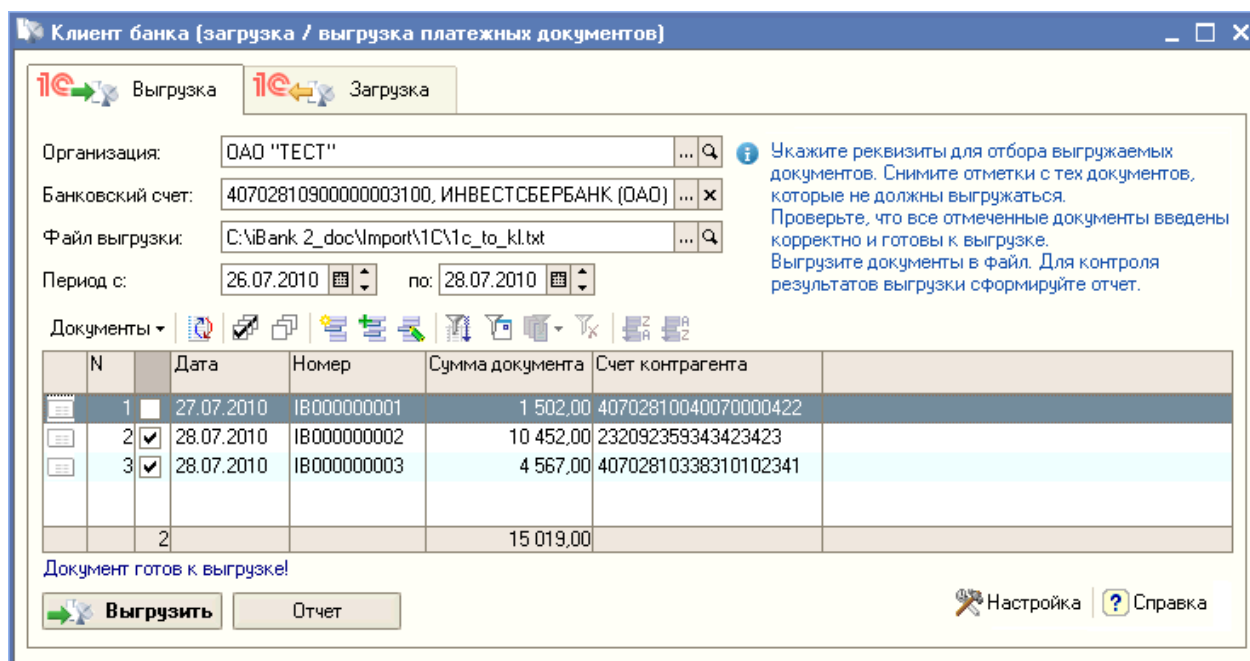 Клиент банка (загрузка / выгрузка платежных документов)
1С Выгрузка 1С Загрузка
Организация: ОАО "ТЕСТ" ...
Укажите реквизиты для отбора выгружаемых
документов. Снимите отметки с тех документов,
которые не должны выгружаться.
Проверьте, что все отмеченные документы введены
корректно и готовы к выгрузке.
Выгрузите документы в файл. Для контроля
результатов выгрузки сформируйте отчет.
Банковский счет: 40702810900000003100, ИНВЕСТСБЕРБАНК (ОАО) ... x
Файл выгрузки: C:\iBank 2_doc\Import\1C\1c_to_kl.txt ...
Период с: 26.07.2010 по: 28.07.2010
Документы
N Дата Номер Сумма документа Счет контрагента
1 27.07.2010 IB000000001 1 502,00 40702810040070000422
2 28.07.2010 IB000000002 10 452,00 232092359343423423
3 28.07.2010 IB000000003 4 567,00 40702810338310102341
2 15 019,00
Документ готов к выгрузке!
Выгрузить Отчет Настройка ? Справка